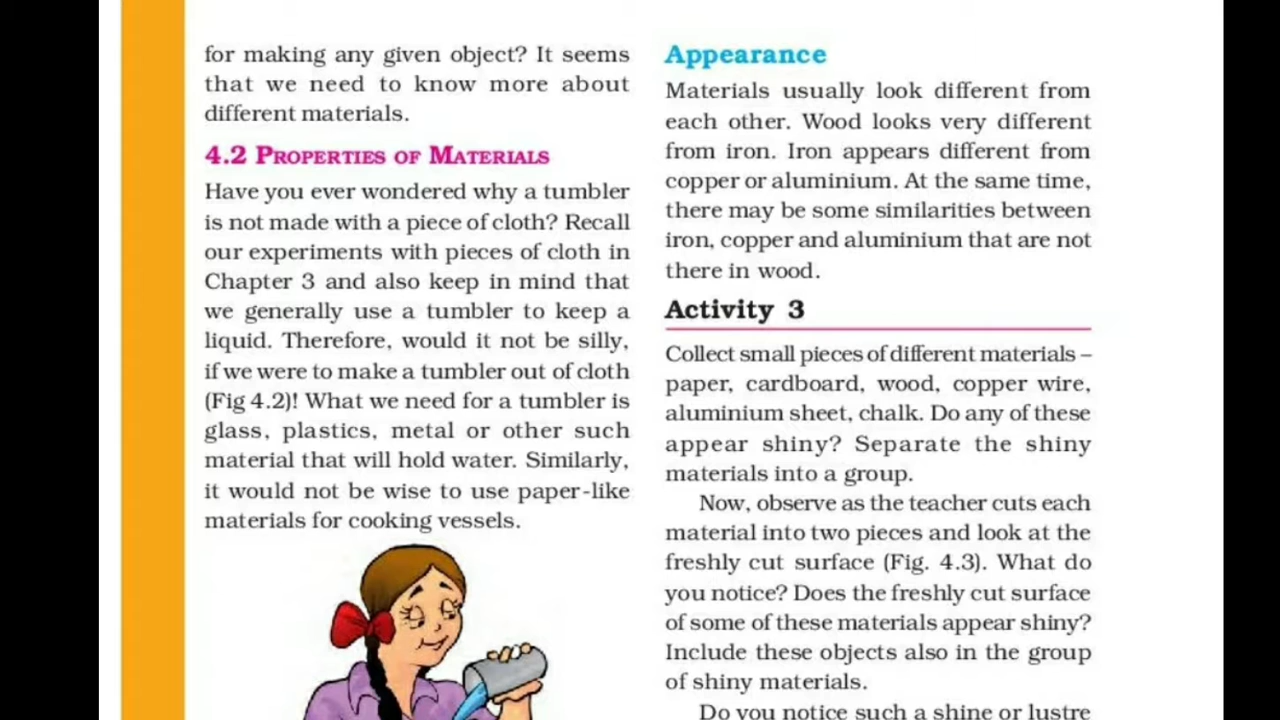 for making any given object? It seems
that we need to know more about
different materials.
4.2 PROPERTIES OF MATERIALS
Have you ever wondered why a tumbler
is not made with a piece of cloth? Recall
our experiments with pieces of cloth in
Chapter 3 and also keep in mind that
we generally use a tumbler to keep a
liquid. Therefore, would it not be silly,
if we were to make a tumbler out of cloth
(Fig 4.2)! What we need for a tumbler is
glass, plastics, metal or other such
material that will hold water. Similarly,
it would not be wise to use paper-like
materials for cooking vessels.
Appearance
Materials usually look different from
each other. Wood looks very different
from iron. Iron appears different from
copper or aluminium. At the same time,
there may be some similarities between
iron, copper and aluminium that are not
there in wood.
Activity 3
Collect small pieces of different materials –
paper, cardboard, wood, copper wire,
aluminium sheet, chalk. Do any of these
appear shiny? Separate the shiny
materials into a group.
Now, observe as the teacher cuts each
material into two pieces and look at the
freshly cut surface (Fig. 4.3). What do
you notice? Does the freshly cut surface
of some of these materials appear shiny?
Include these objects also in the group
of shiny materials.
Do you notice such a shine or lustre